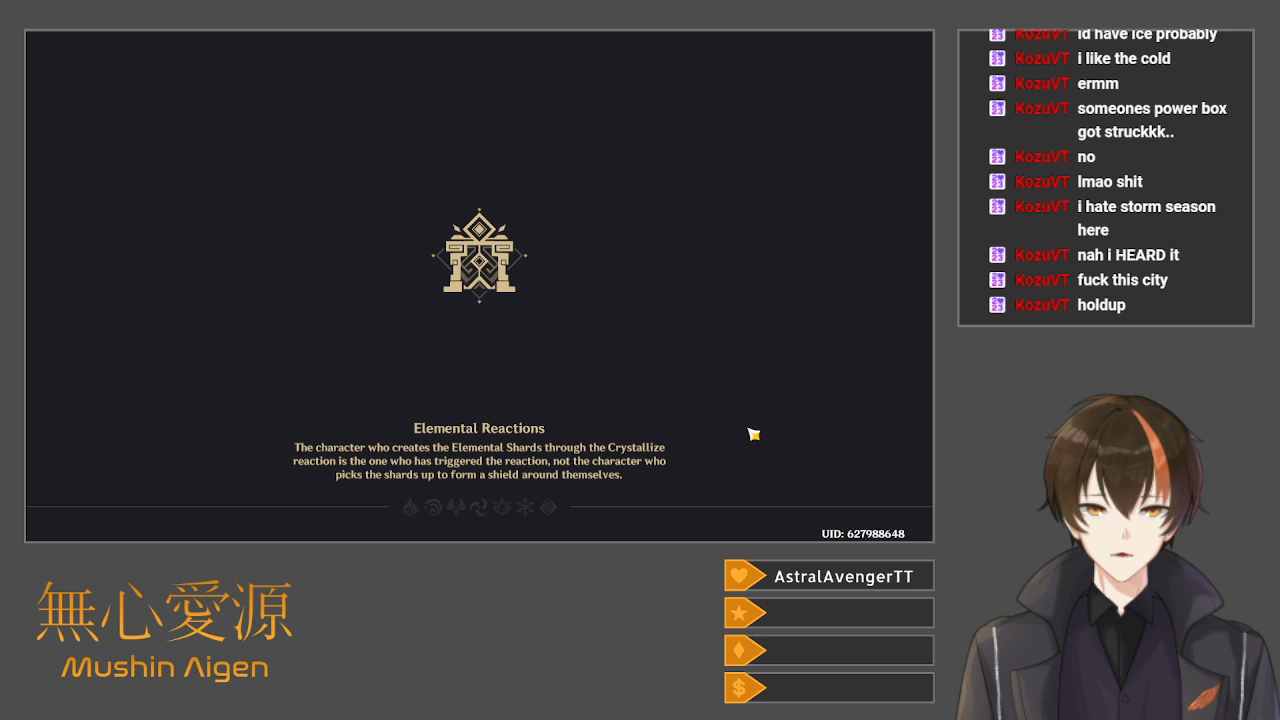 KozuVT id have ice probably
KozuVT i like the cold
KozuVT ermm
KozuVT someones power box
got struckkk..
KozuVT no
KozuVT lmao shit
KozuVT i hate storm season
here
KozuVT nah i HEARD it
KozuVT fuck this city
KozuVT holdup
Elemental Reactions
The character who creates the Elemental Shards through the Crystallize
reaction is the one who has triggered the reaction, not the character who
picks the shards up to form a shield around themselves.
UID: 627988648
AstralAvengerTT
無心愛源
Mushin Aigen